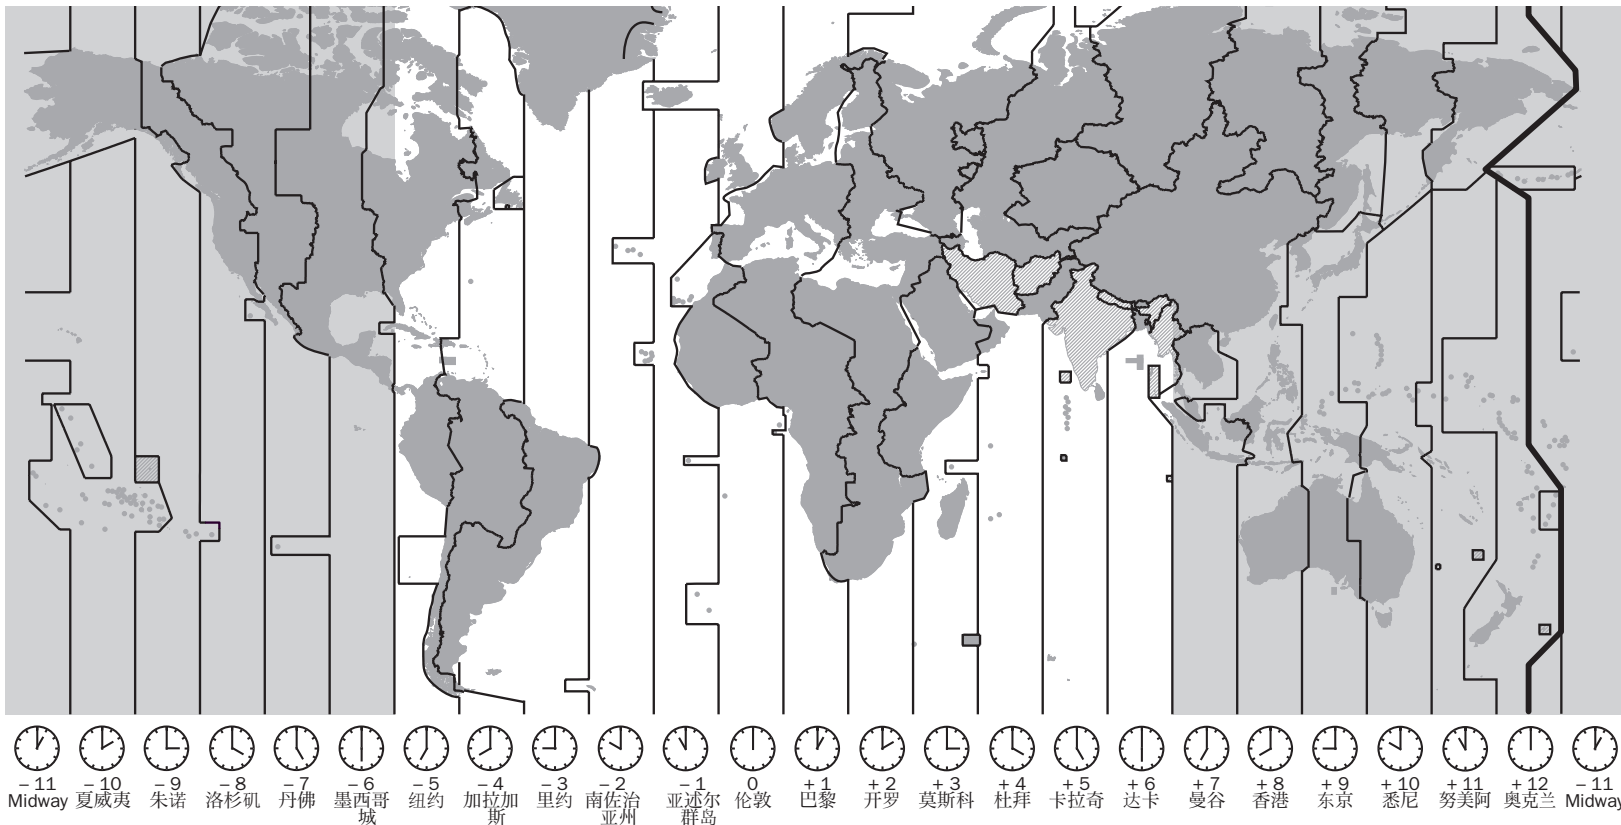 – 11 – 10 – 9 – 8 – 7 – 6 – 5 – 4 – 3 – 2 – 1 0 + 1 + 2 + 3 + 4 + 5 + 6 + 7 + 8 + 9 + 10 + 11 + 12 – 11
Midway 夏威夷 朱诺 洛杉矶 丹佛 墨西哥 纽约 加拉加 里约 南佐治 亚述尔 伦敦 巴黎 开罗 莫斯科 杜拜 卡拉奇 达卡 曼谷 香港 东京 悉尼 努美阿 奥克兰 Midway
城 斯 亚州 群岛